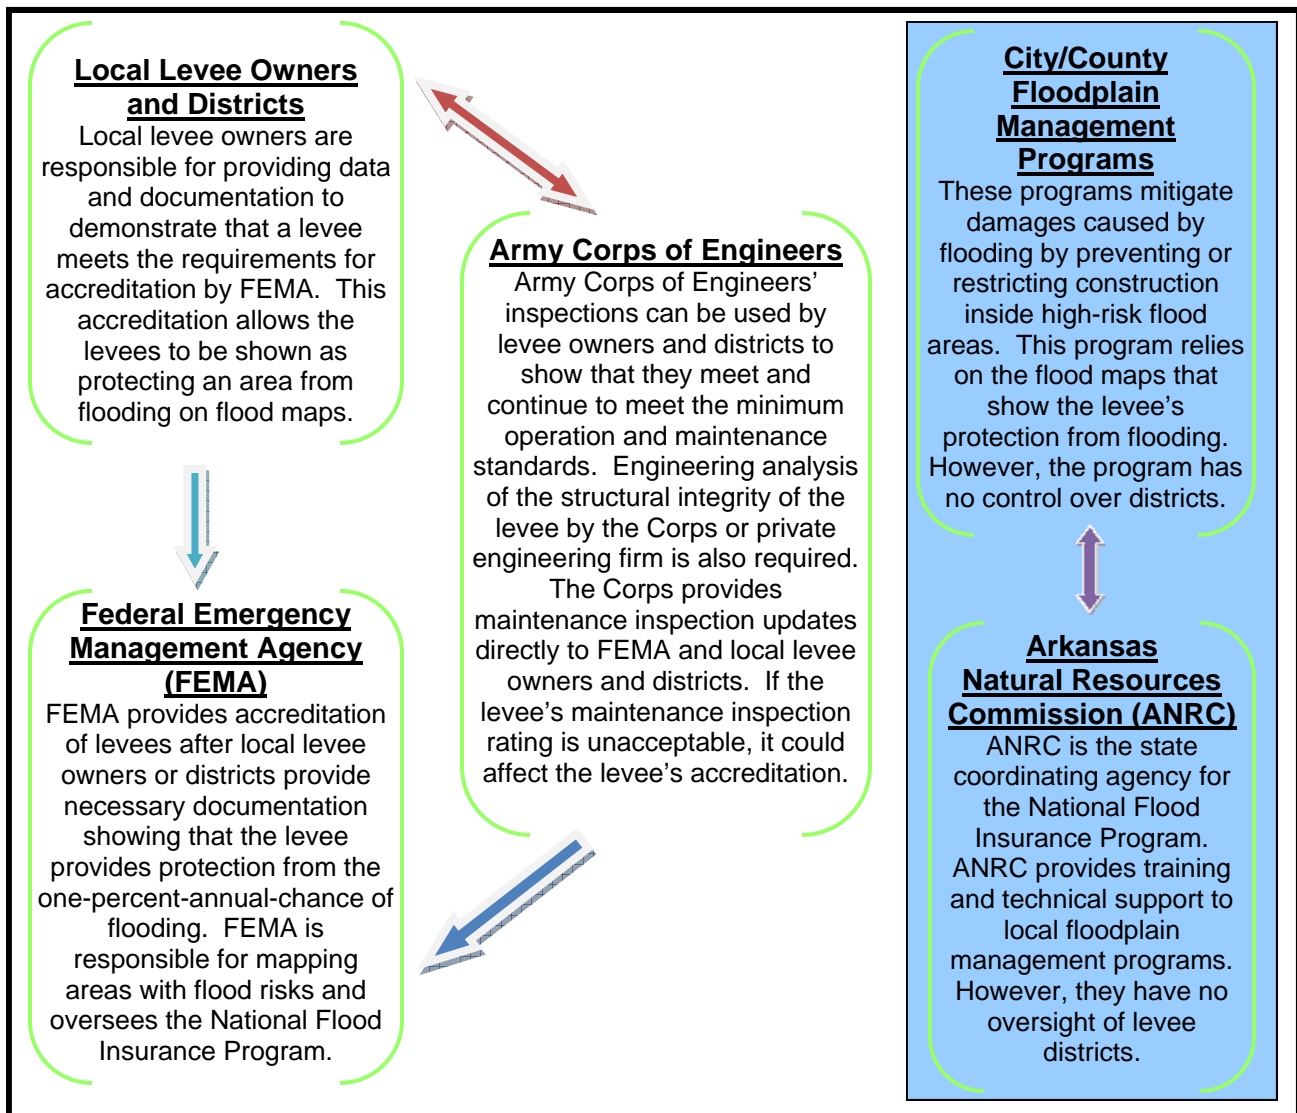 Local Levee Owners
and Districts
Local levee owners are
responsible for providing data
and documentation to
demonstrate that a levee
meets the requirements for
accreditation by FEMA.  This
accreditation allows the
levees to be shown as
protecting an area from
flooding on flood maps.
Federal Emergency
Management Agency
(FEMA)
FEMA provides accreditation
of levees after local levee
owners or districts provide
necessary documentation
showing that the levee
provides protection from the
one-percent-annual-chance of
flooding.  FEMA is
responsible for mapping
areas with flood risks and
oversees the National Flood
Insurance Program.
Army Corps of Engineers
Army Corps of Engineers’
inspections can be used by
levee owners and districts to
show that they meet and
continue to meet the minimum
operation and maintenance
standards.  Engineering analysis
of the structural integrity of the
levee by the Corps or private
engineering firm is also required.
The Corps provides
maintenance inspection updates
directly to FEMA and local levee
owners and districts.  If the
levee’s maintenance inspection
rating is unacceptable, it could
affect the levee’s accreditation.
City/County
Floodplain
Management
Programs
These programs mitigate
damages caused by
flooding by preventing or
restricting construction
inside high-risk flood
areas.  This program relies
on the flood maps that
show the levee’s
protection from flooding.
However, the program has
no control over districts.
Arkansas
Natural Resources
Commission (ANRC)
ANRC is the state
coordinating agency for
the National Flood
Insurance Program.
ANRC provides training
and technical support to
local floodplain
management programs.
However, they have no
oversight of levee
districts.